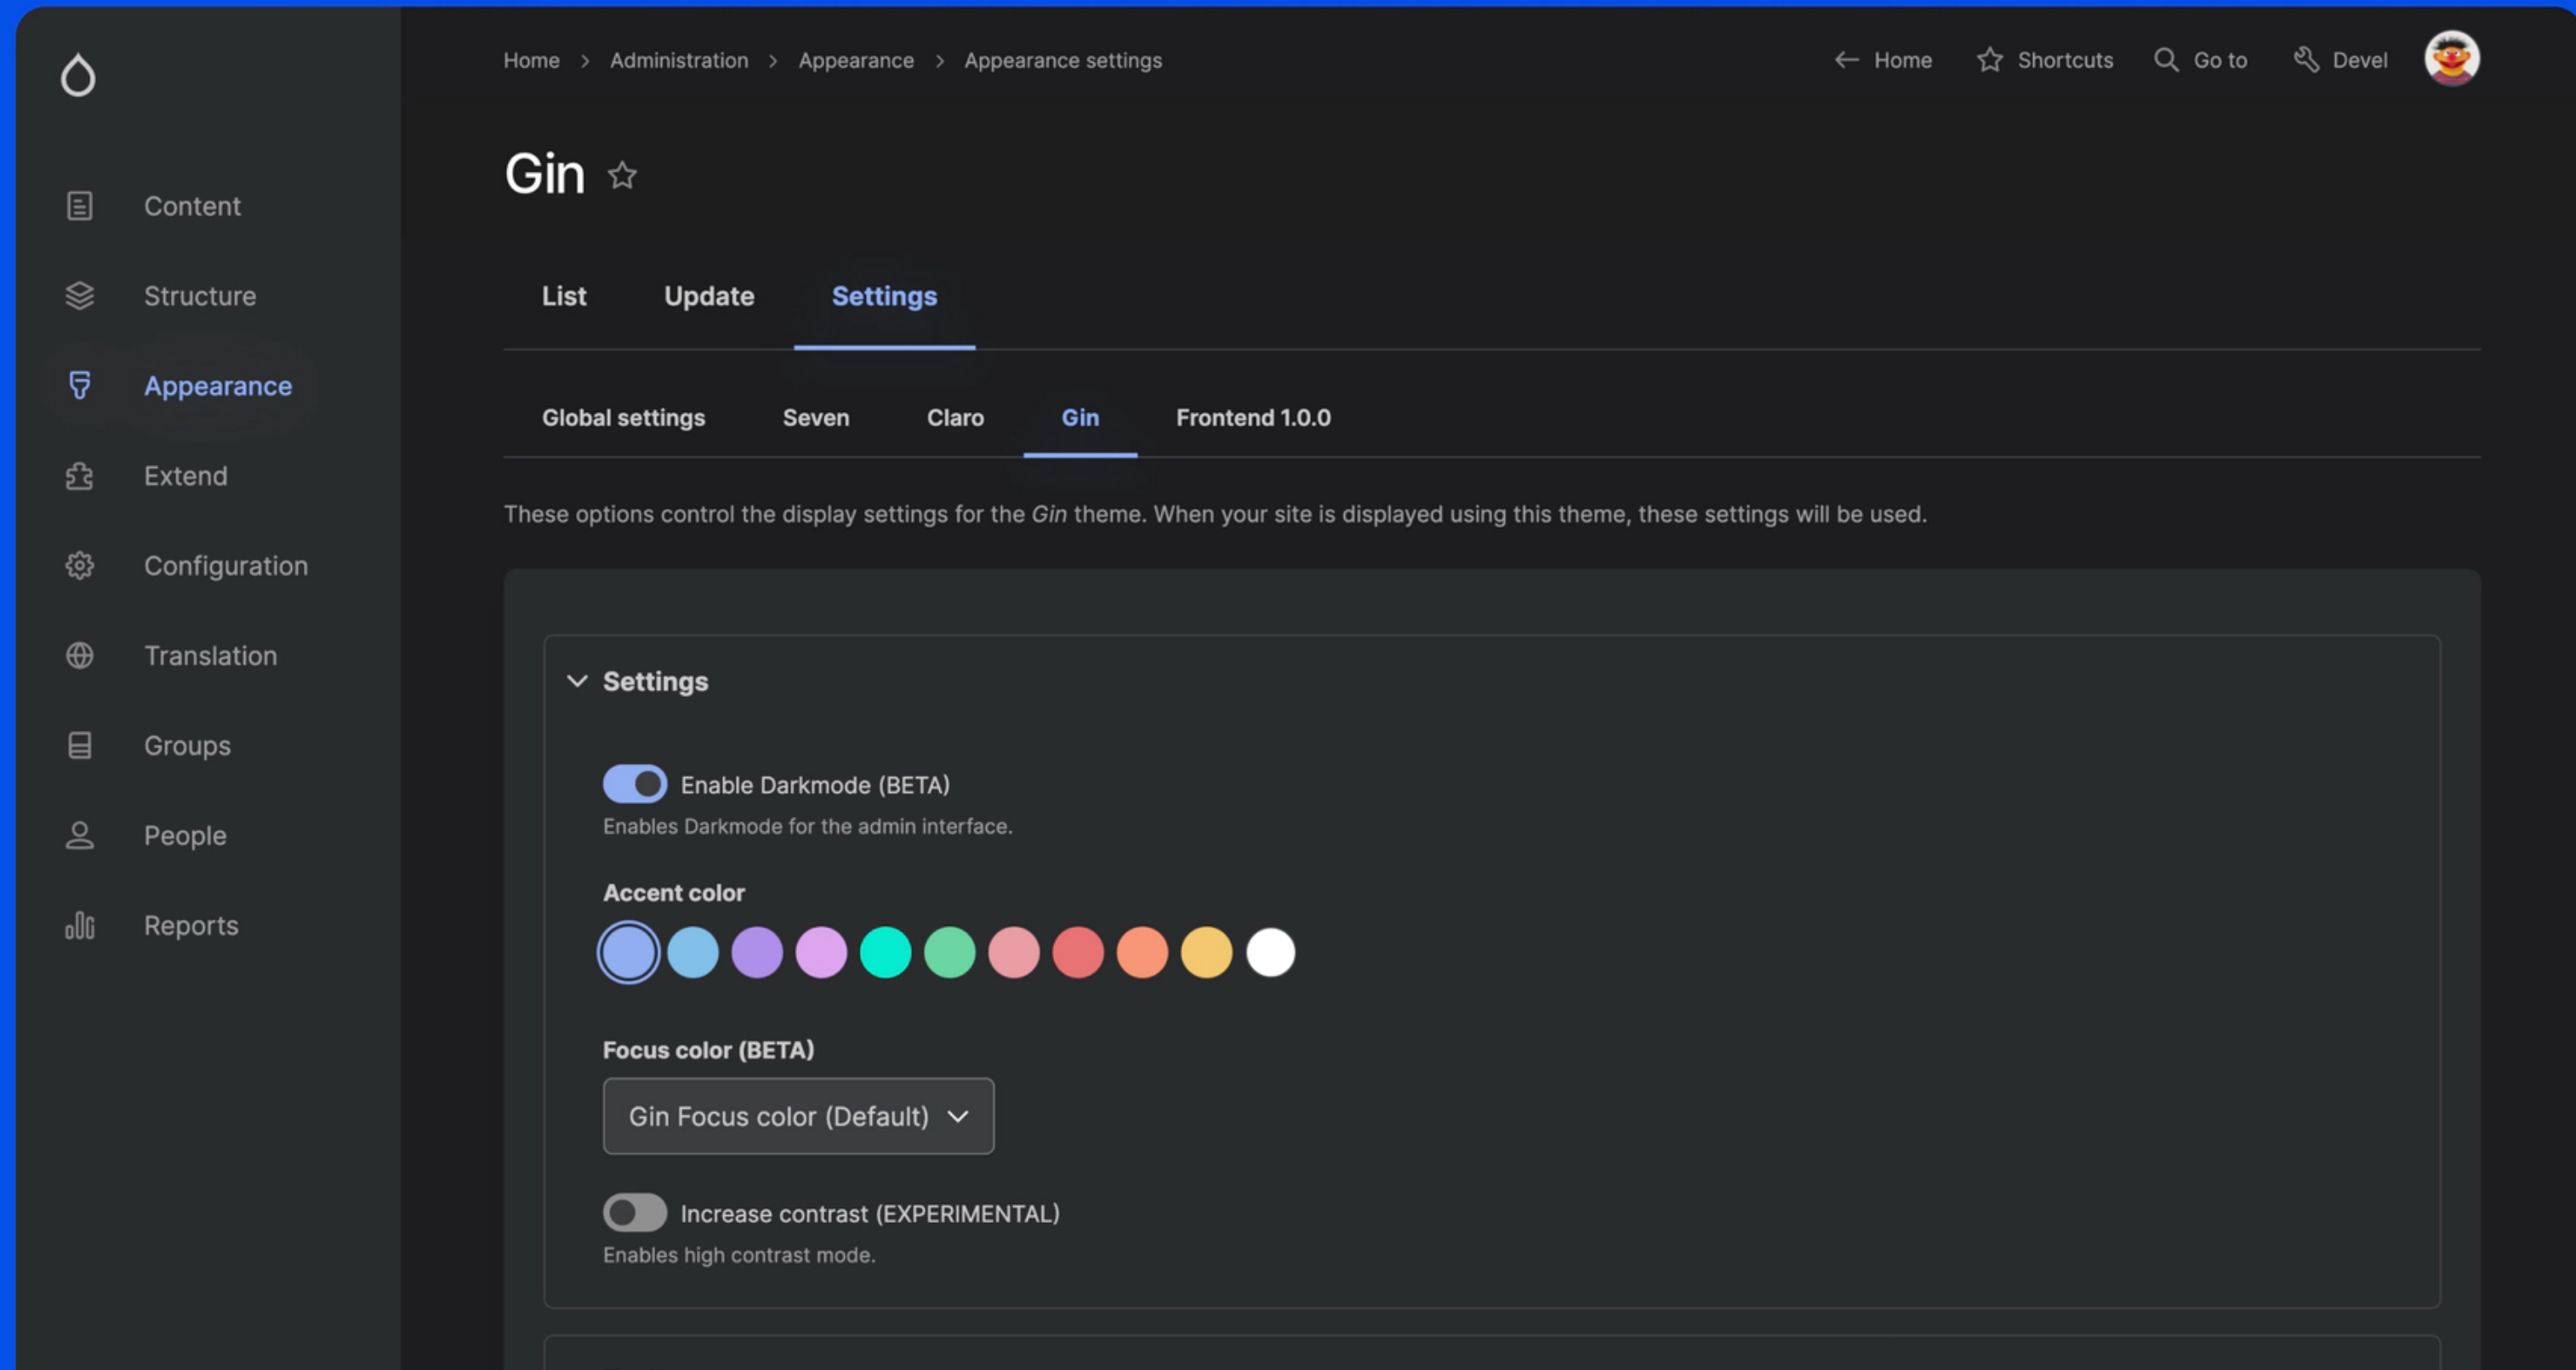 Home > Administration > Appearance > Appearance settings
Home Shortcuts Go to Devel
Gin
Content
Structure
Appearance
Extend
Configuration
Translation
Groups
People
Reports
List Update Settings
Global settings Seven Claro Gin Frontend 1.0.0
These options control the display settings for the Gin theme. When your site is displayed using this theme, these settings will be used.
Settings
Enable Darkmode (BETA)
Enables Darkmode for the admin interface.
Accent color
Focus color (BETA)
Gin Focus color (Default)
Increase contrast (EXPERIMENTAL)
Enables high contrast mode.